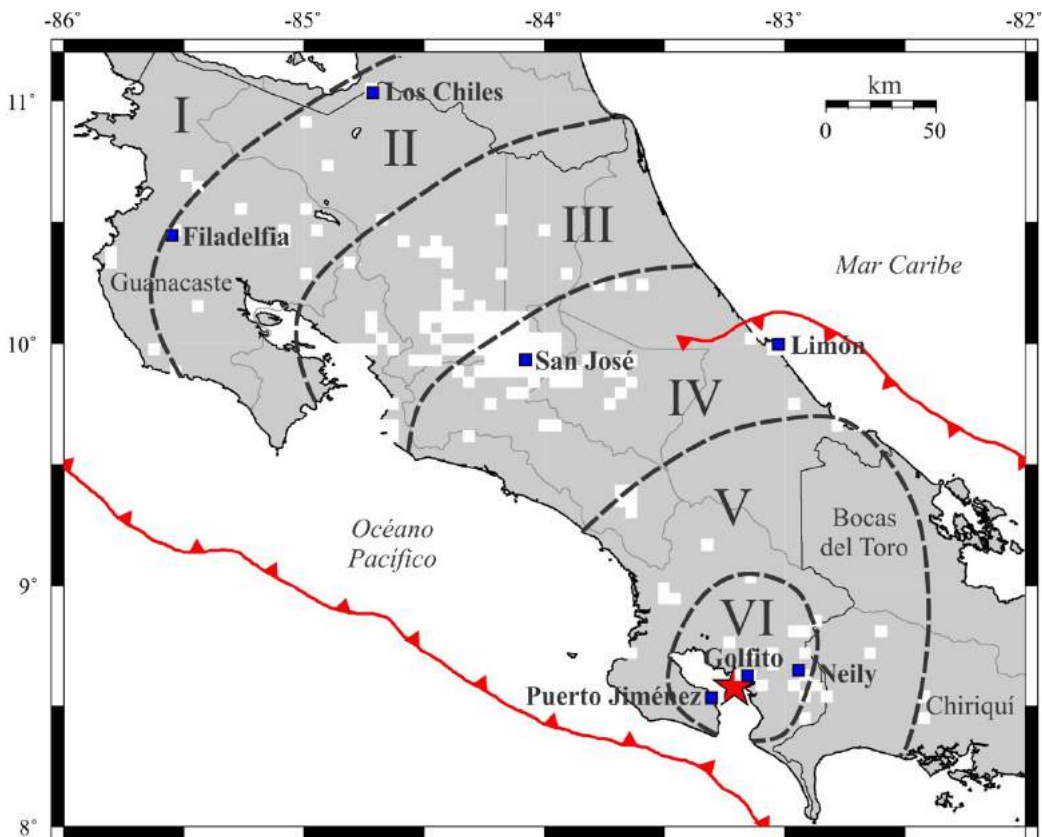 -86° -85° -84° -83° -82°
11°
10°
9°
8°
km
0 50
I
Los Chiles
II
III
Filadelfia
Guanacaste
Mar Caribe
San José
Limón
IV
V
Océano
Pacífico
Bocas
del Toro
VI
Golfito
Neily
Puerto Jiménez
Chiriquí